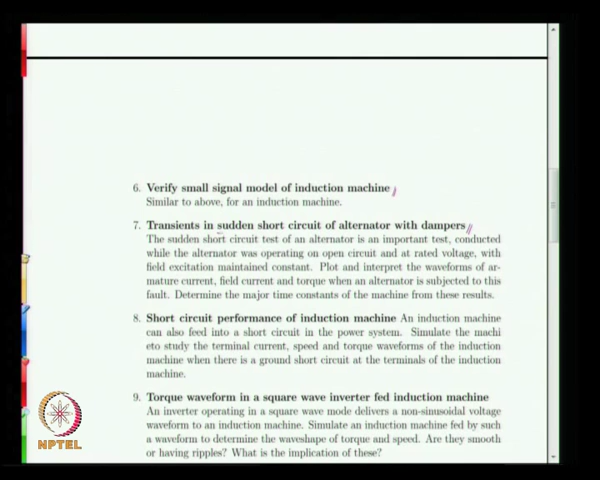 6. Verify small signal model of induction machine
Similar to above, for an induction machine.
7. Transients in sudden short circuit of alternator with dampers
The sudden short circuit test of an alternator is an important test, conducted
while the alternator was operating on open circuit and at rated voltage, with
field excitation maintained constant. Plot and interpret the waveforms of ar-
mature current, field current and torque when an alternator is subjected to this
fault. Determine the major time constants of the machine from these results.
8. Short circuit performance of induction machine An induction machine
can also feed into a short circuit in the power system. Simulate the machi
eto study the terminal current, speed and torque waveforms of the induction
machine when there is a ground short circuit at the terminals of the induction
machine.
9. Torque waveform in a square wave inverter fed induction machine
An inverter operating in a square wave mode delivers a non-sinusoidal voltage
waveform to an induction machine. Simulate an induction machine fed by such
a waveform to determine the waveshape of torque and speed. Are they smooth
or having ripples? What is the implication of these?
NPTEL